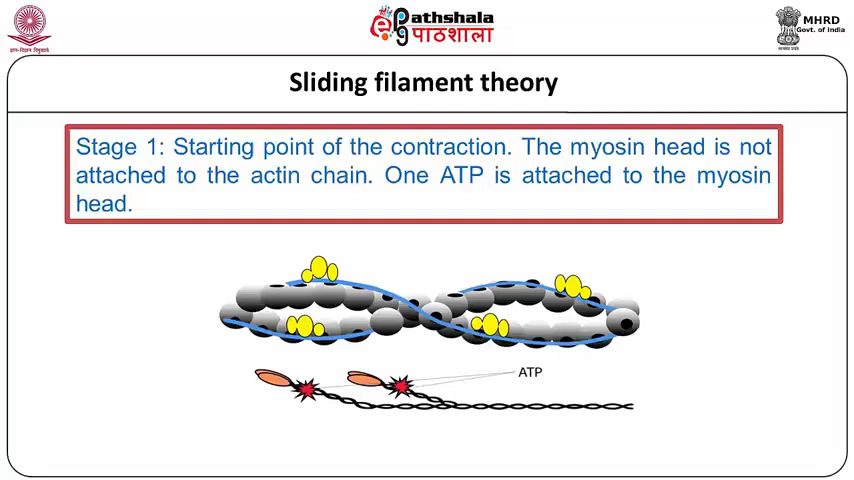 Pathshala
पाठशाला
MHRD
Govt. of India
Sliding filament theory
Stage 1: Starting point of the contraction. The myosin head is not
attached to the actin chain. One ATP is attached to the myosin
head.
ATP